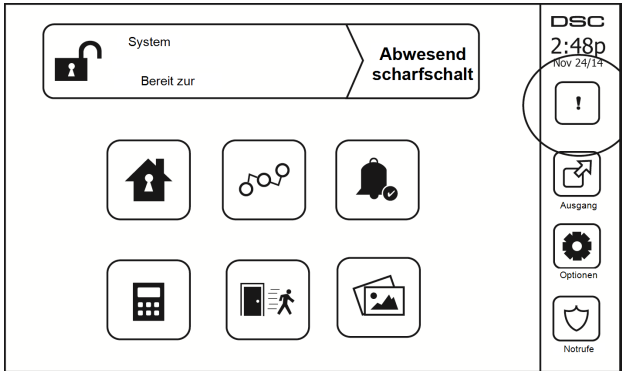 System
Bereit zur
Abwesend
scharfschalt
DSC
2:48p
Nov 24/14
!
Ausgang
Optionen
Notrufe